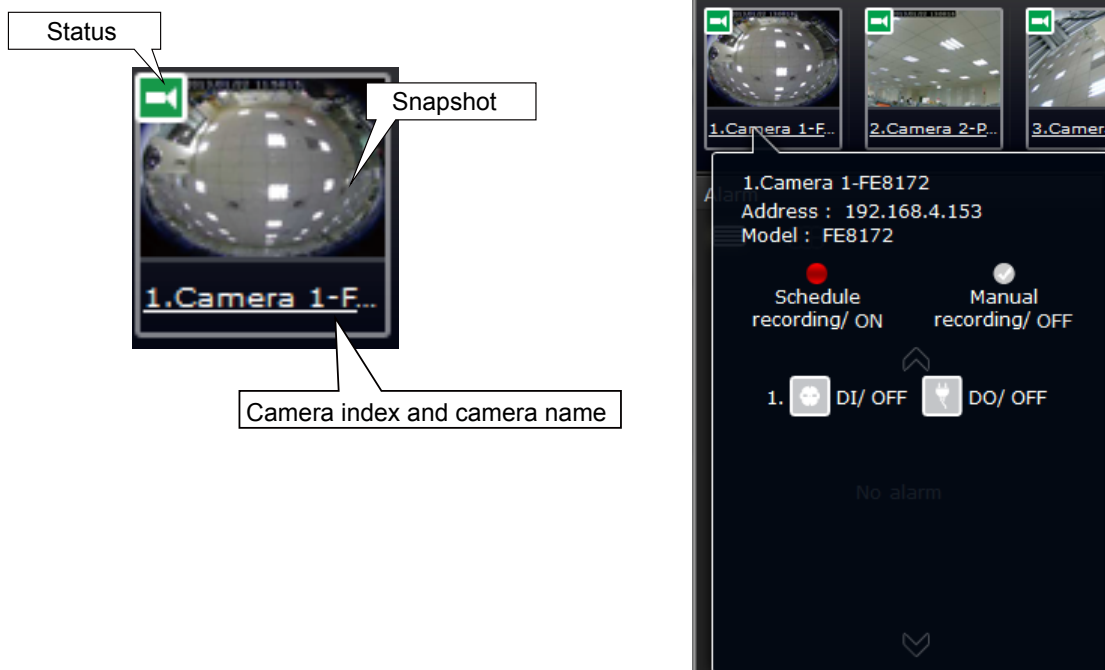 Status
Snapshot
1.Camera 1-F...
Camera index and camera name
1.Camera 1-F...
2.Camera 2-P...
3.Camer
Alarm
1.Camera 1-FE8172
Address : 192.168.4.153
Model : FE8172
Schedule
recording/ ON
Manual
recording/ OFF
1.
DI/ OFF
DO/ OFF
No alarm